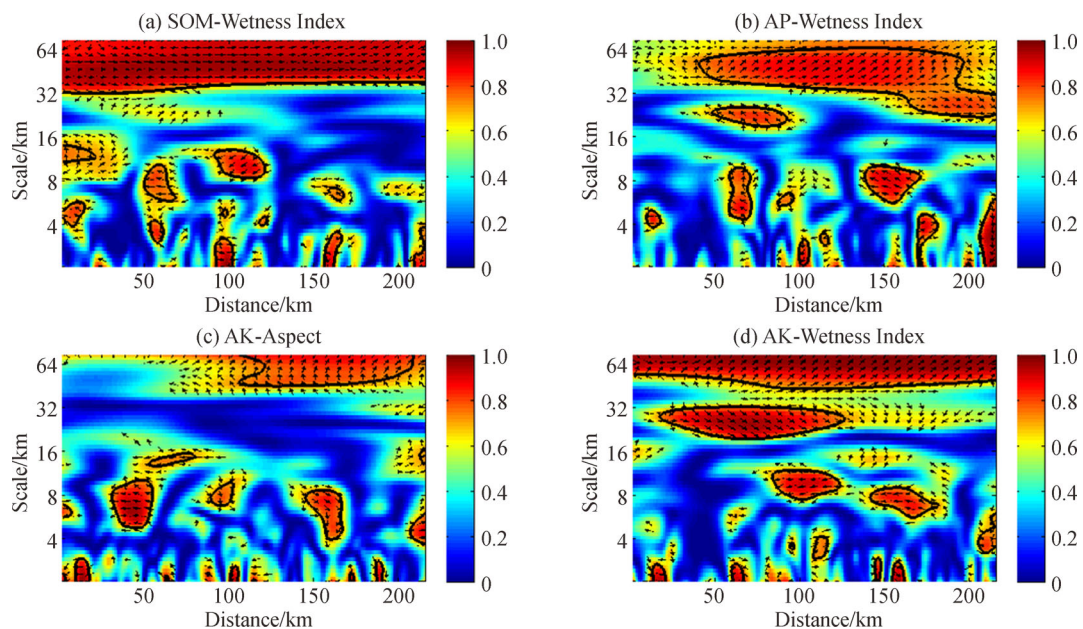 (a) SOM-Wetness Index
64
32
16
8
4
Scale/km
50 100 150 200
Distance/km
1.0
0.8
0.6
0.4
0.2
0
(b) AP-Wetness Index
64
32
16
8
4
Scale/km
50 100 150 200
Distance/km
1.0
0.8
0.6
0.4
0.2
0
(c) AK-Aspect
64
32
16
8
4
Scale/km
50 100 150 200
Distance/km
1.0
0.8
0.6
0.4
0.2
0
(d) AK-Wetness Index
64
32
16
8
4
Scale/km
50 100 150 200
Distance/km
1.0
0.8
0.6
0.4
0.2
0